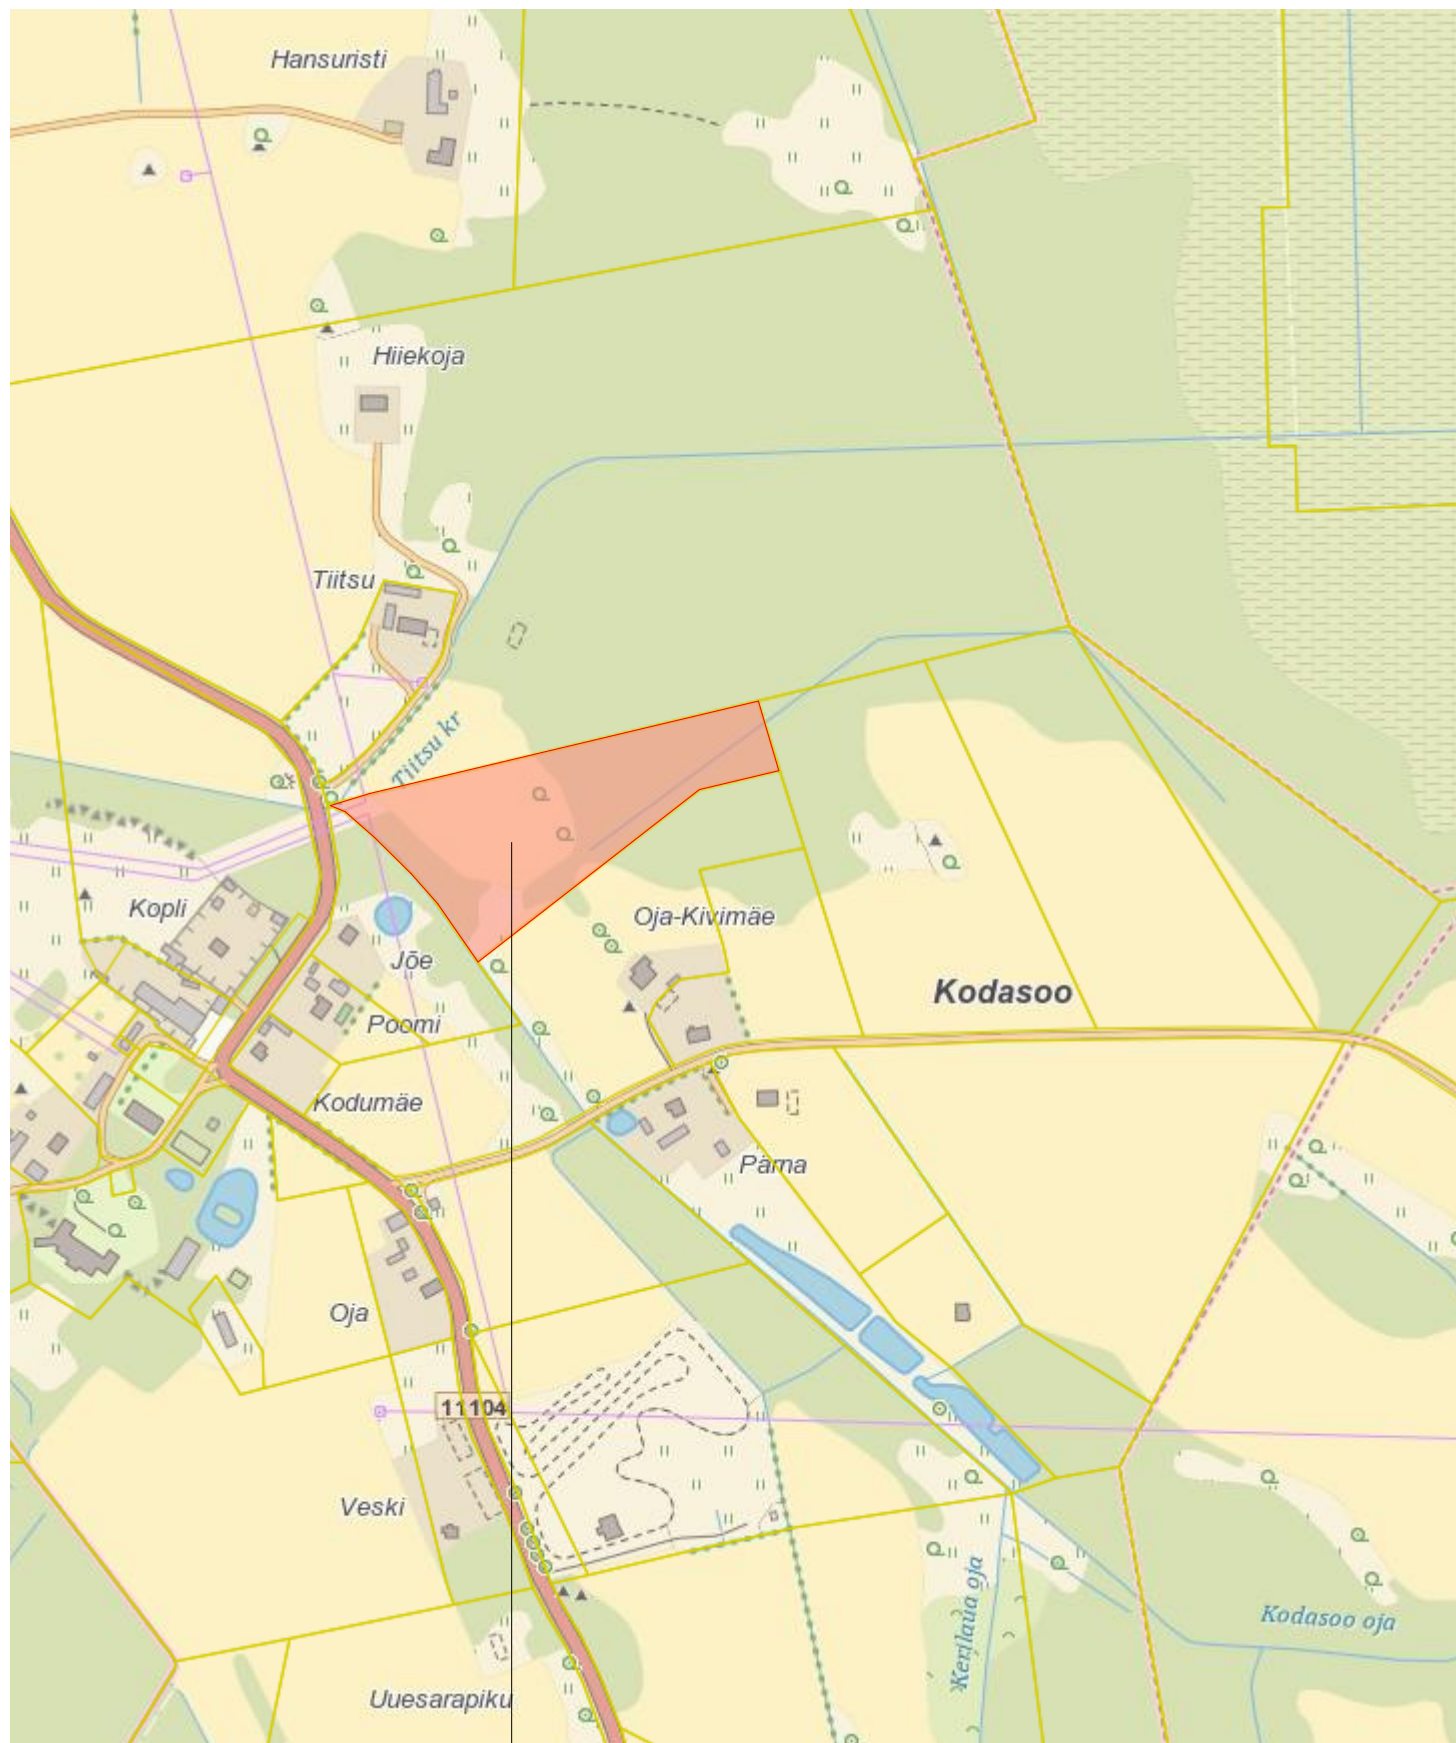 Hansuristi
Hiiekoja
Tiitsu
Tiitsu kr
Kopli
Oja-Kivimäe
Jõe
Kodasoo
Poomi
Kodumäe
Pärna
Oja
11104
Veski
Kerilaua oja
Kodasoo oja
Uuesarapiku